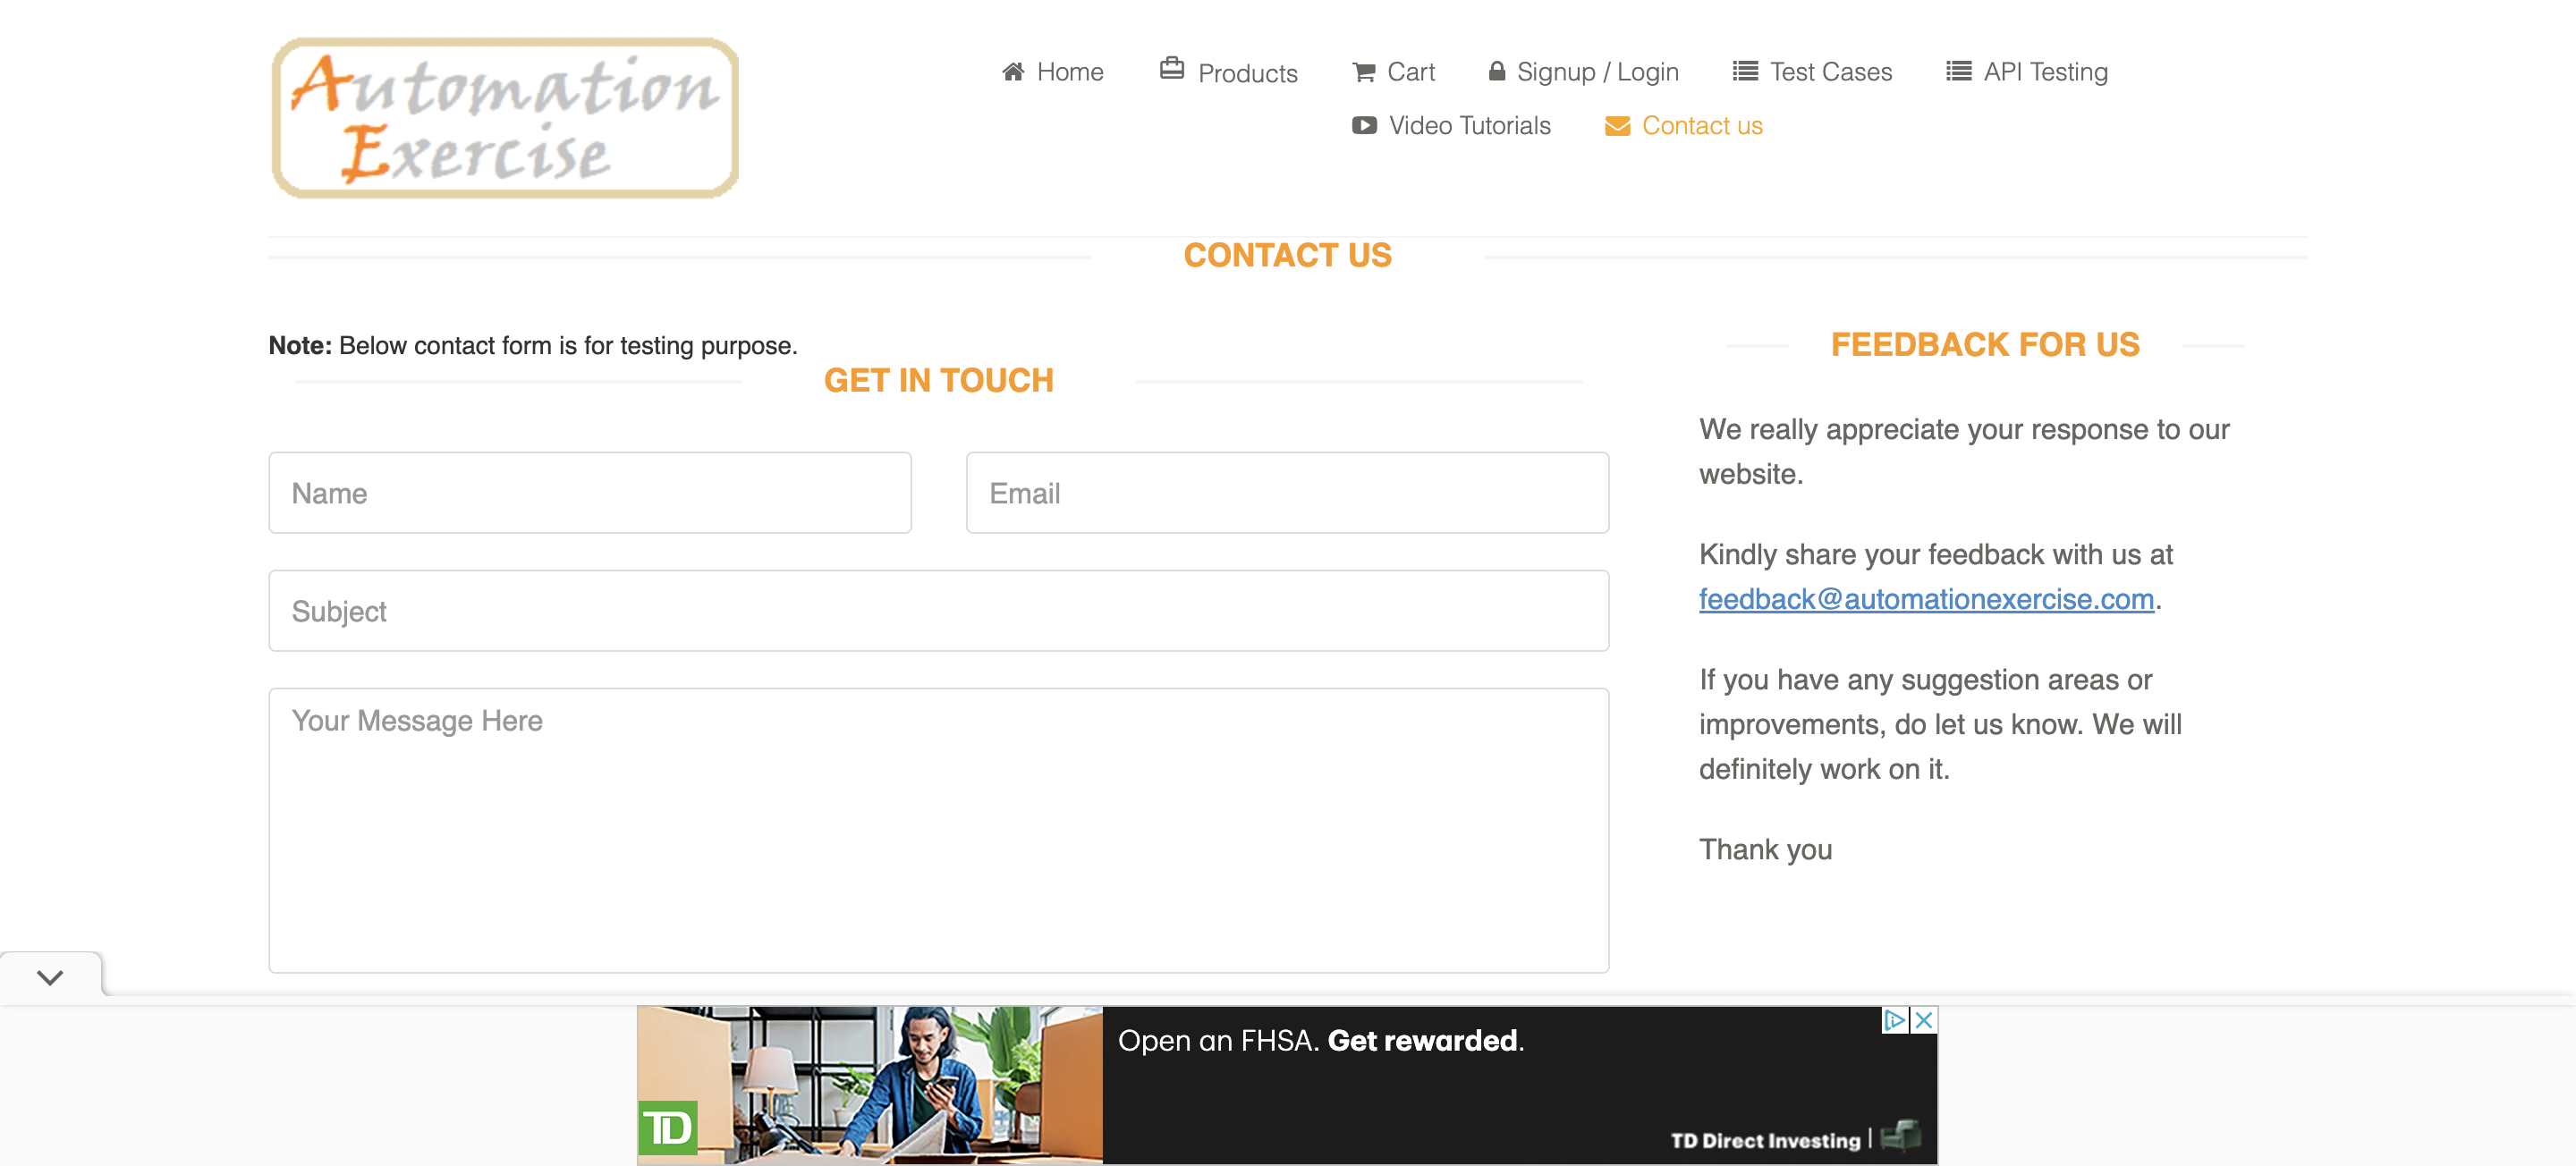 Automation
Exercise
Home
Products
Cart
Signup / Login
Test Cases
API Testing
Video Tutorials
Contact us
CONTACT US
Note: Below contact form is for testing purpose.
GET IN TOUCH
Name
Email
Subject
Your Message Here
FEEDBACK FOR US
We really appreciate your response to our
website.
Kindly share your feedback with us at
feedback@automationexercise.com.
If you have any suggestion areas or
improvements, do let us know. We will
definitely work on it.
Thank you
Open an FHSA. Get rewarded.
TD
TD Direct Investing